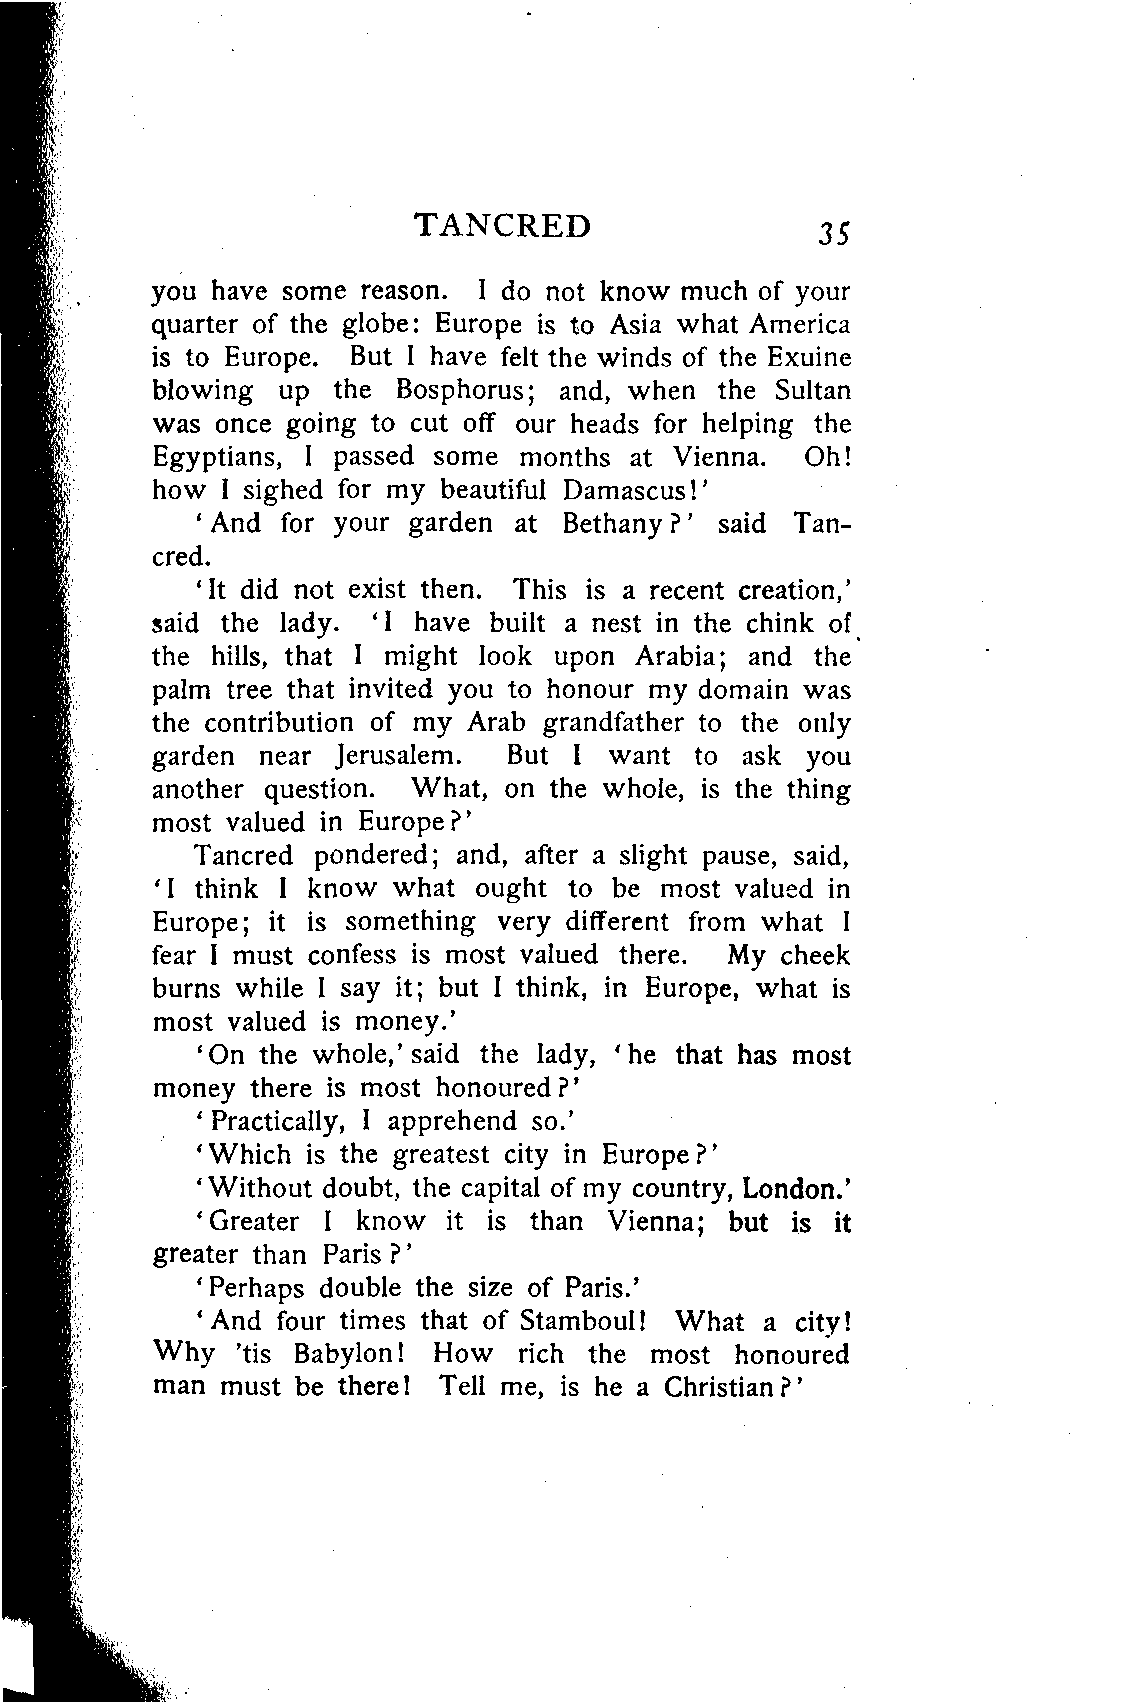 TANCRED 35
you have some reason. I do not know much of your
quarter of the globe: Europe is to Asia what America
is to Europe. But I have felt the winds of the Exuine
blowing up the Bosphorus; and, when the Sultan
was once going to cut off our heads for helping the
Egyptians, I passed some months at Vienna. Oh!
how I sighed for my beautiful Damascus!'
'And for your garden at Bethany?' said Tan-
cred.
'It did not exist then. This is a recent creation,'
said the lady. 'I have built a nest in the chink of
the hills, that I might look upon Arabia; and the
palm tree that invited you to honour my domain was
the contribution of my Arab grandfather to the only
garden near Jerusalem. But I want to ask you
another question. What, on the whole, is the thing
most valued in Europe?'
Tancred pondered; and, after a slight pause, said,
'I think I know what ought to be most valued in
Europe; it is something very different from what I
fear I must confess is most valued there. My cheek
burns while I say it; but I think, in Europe, what is
most valued is money.'
'On the whole,' said the lady, 'he that has most
money there is most honoured?'
'Practically, I apprehend so.'
'Which is the greatest city in Europe?'
'Without doubt, the capital of my country, London.'
'Greater I know it is than Vienna; but is it
greater than Paris?'
'Perhaps double the size of Paris.'
'And four times that of Stamboul! What a city!
Why 'tis Babylon! How rich the most honoured
man must be there! Tell me, is he a Christian?'